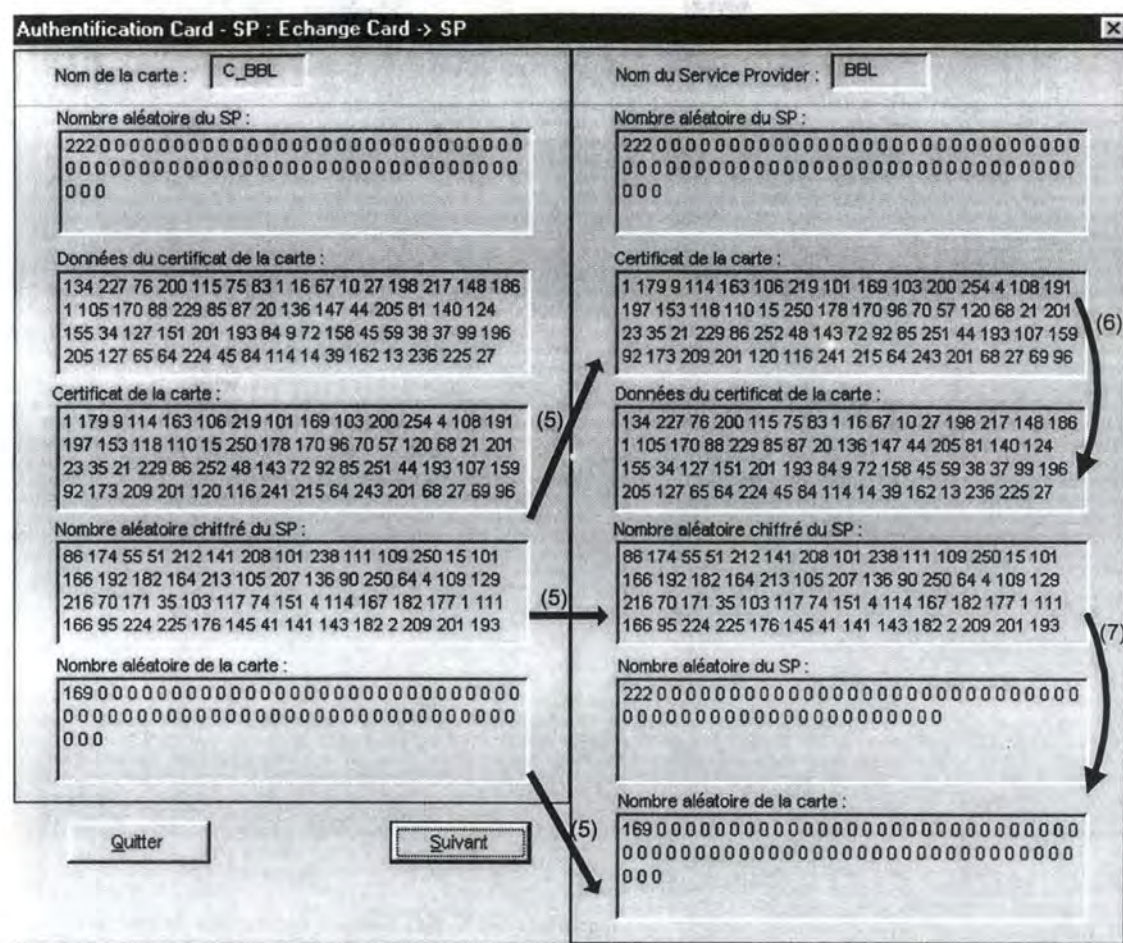 Authentification Card - SP : Echange Card -> SP
Nom de la carte : C_BBL
Nombre aléatoire du SP :
222 0 0 0 0 0 0 0 0 0 0 0 0 0 0 0 0 0 0 0 0 0 0 0 0 0 0 0 0 0
0 0 0 0 0 0 0 0 0 0 0 0 0 0 0 0 0 0 0 0 0 0 0 0 0 0 0 0 0 0 0
0 0 0
Données du certificat de la carte :
134 227 76 200 115 75 83 1 16 67 10 27 198 217 148 186
1 105 170 88 229 85 87 20 136 147 44 205 81 140 124
155 34 127 151 201 193 84 9 72 158 45 59 38 37 99 196
205 127 65 64 224 45 84 114 14 39 162 13 236 225 27
Certificat de la carte :
1 179 9 114 163 106 219 101 169 103 200 254 4 108 191
197 153 118 110 15 250 178 170 96 70 57 120 68 21 201
23 35 21 229 86 252 48 143 72 92 85 251 44 193 107 159
92 173 209 201 120 116 241 215 64 243 201 68 27 69 96
(5)
Nombre aléatoire chiffré du SP :
86 174 55 51 212 141 208 101 238 111 109 250 15 101
166 192 182 164 213 105 207 136 90 250 64 4 109 129
216 70 171 35 103 117 74 151 4 114 167 182 177 1 111
166 95 224 225 176 145 41 141 143 182 2 209 201 193
(5)
Nombre aléatoire de la carte :
169 0 0 0 0 0 0 0 0 0 0 0 0 0 0 0 0 0 0 0 0 0 0 0 0 0 0 0 0 0
0 0 0 0 0 0 0 0 0 0 0 0 0 0 0 0 0 0 0 0 0 0 0 0 0 0 0 0 0 0 0
0 0 0
(5)
Quitter
Suivant
Nom du Service Provider : BBL
Nombre aléatoire du SP :
222 0 0 0 0 0 0 0 0 0 0 0 0 0 0 0 0 0 0 0 0 0 0 0 0 0 0 0 0 0
0 0 0 0 0 0 0 0 0 0 0 0 0 0 0 0 0 0 0 0 0 0 0 0 0 0 0 0 0 0 0
0 0 0
Certificat de la carte :
1 179 9 114 163 106 219 101 169 103 200 254 4 108 191
197 153 118 110 15 250 178 170 96 70 57 120 68 21 201
23 35 21 229 86 252 48 143 72 92 85 251 44 193 107 159
92 173 209 201 120 116 241 215 64 243 201 68 27 69 96
(6)
Données du certificat de la carte :
134 227 76 200 115 75 83 1 16 67 10 27 198 217 148 186
1 105 170 88 229 85 87 20 136 147 44 205 81 140 124
155 34 127 151 201 193 84 9 72 158 45 59 38 37 99 196
205 127 65 64 224 45 84 114 14 39 162 13 236 225 27
Nombre aléatoire chiffré du SP :
86 174 55 51 212 141 208 101 238 111 109 250 15 101
166 192 182 164 213 105 207 136 90 250 64 4 109 129
216 70 171 35 103 117 74 151 4 114 167 182 177 1 111
166 95 224 225 176 145 41 141 143 182 2 209 201 193
(7)
Nombre aléatoire du SP :
222 0 0 0 0 0 0 0 0 0 0 0 0 0 0 0 0 0 0 0 0 0 0 0 0 0 0 0 0 0
0 0 0 0 0 0 0 0 0 0 0 0 0 0 0 0 0 0 0 0 0 0
Nombre aléatoire de la carte :
169 0 0 0 0 0 0 0 0 0 0 0 0 0 0 0 0 0 0 0 0 0 0 0 0 0 0 0 0 0
0 0 0 0 0 0 0 0 0 0 0 0 0 0 0 0 0 0 0 0 0 0 0 0 0 0 0 0 0 0 0
0 0 0